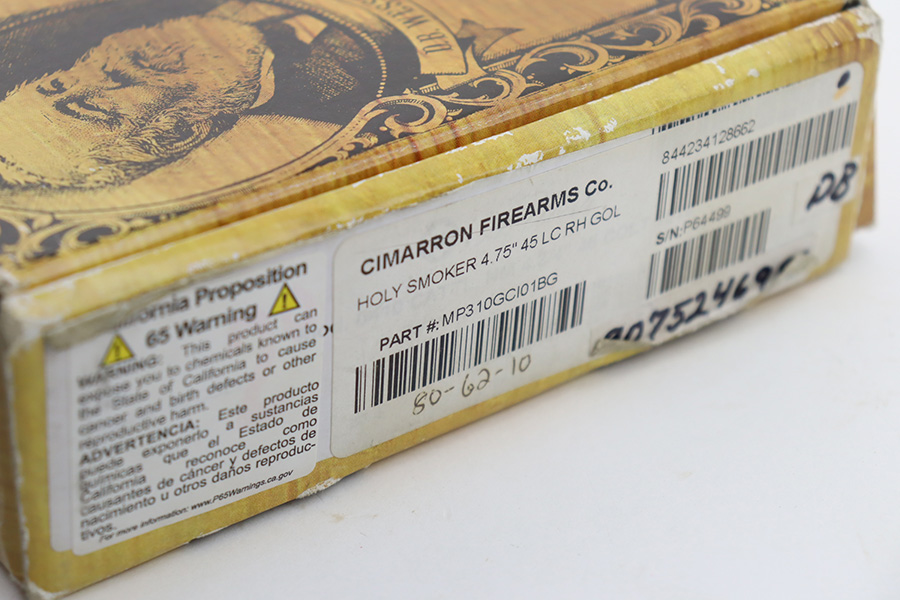 DR. WESS
CIMARRON FIREARMS Co.
HOLY SMOKER 4.75" 45 LC RH GOL
PART #: MP310GCI01BG
80-62-10
844234128662
S/N:P64499
DB
California Proposition
65 Warning
WARNING: This product can
expose you to chemicals known to
the State of California to cause
cancer and birth defects or other
reproductive harm.
ADVERTENCIA: Este producto
puede exponerlo a sustancias
químicas que el Estado de
California reconoce como
causantes de cáncer y defectos de
nacimiento u otros daños reproduc-
tivos.
For more information: www.P65Warnings.ca.gov